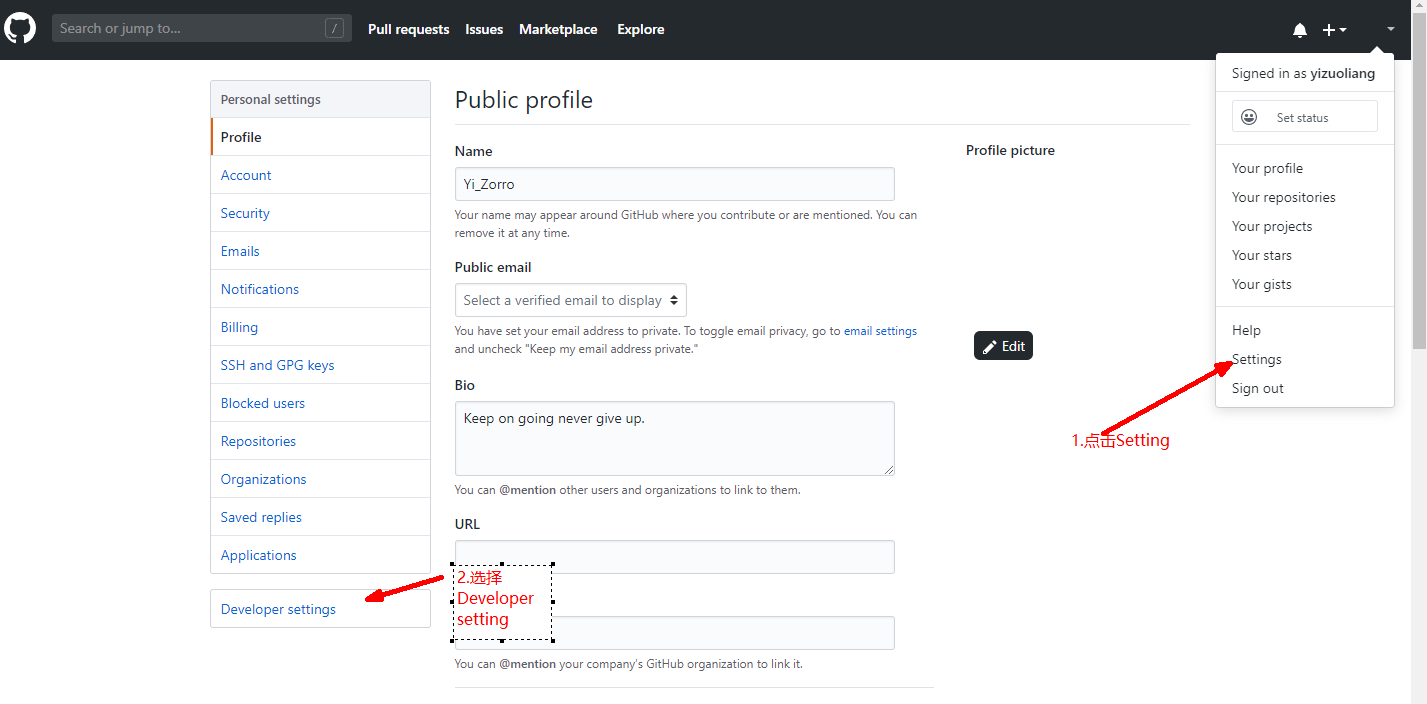 Search or jump to...
/
Pull requests
Issues
Marketplace
Explore
Signed in as yizuoliang
Set status
Your profile
Your repositories
Your projects
Your stars
Your gists
Help
Settings
Sign out
1.点击Setting
Personal settings
Profile
Account
Security
Emails
Notifications
Billing
SSH and GPG keys
Blocked users
Repositories
Organizations
Saved replies
Applications
Developer settings
2.选择
Developer
setting
Public profile
Name
Yi_Zorro
Your name may appear around GitHub where you contribute or are mentioned. You can
remove it at any time.
Public email
Select a verified email to display
You have set your email address to private. To toggle email privacy, go to email settings
and uncheck "Keep my email address private."
Bio
Keep on going never give up.
You can @mention other users and organizations to link to them.
URL
You can @mention your company's GitHub organization to link it.
Profile picture
Edit